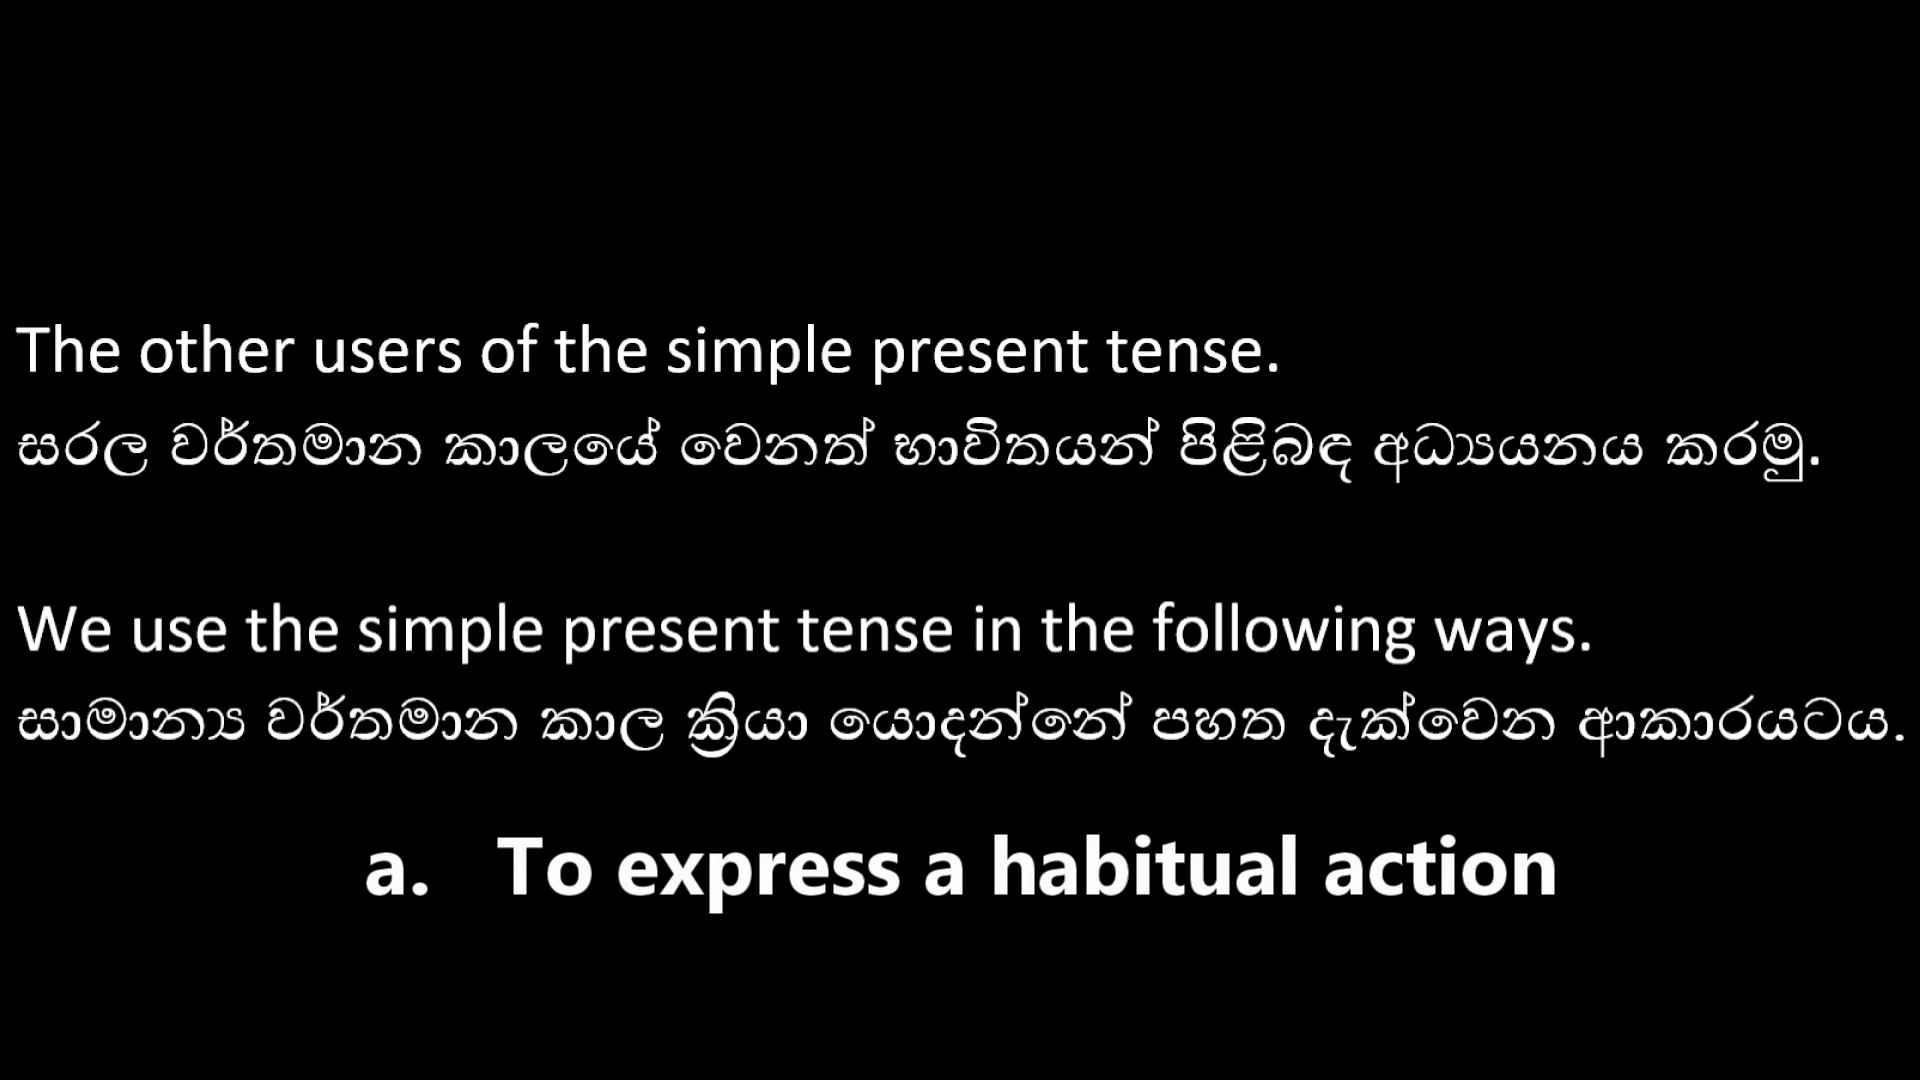 The other users of the simple present tense.
සරල වර්තමාන කාලයේ වෙනත් භාවිතයන් පිළිබඳ අධ්‍යයනය කරමු.
We use the simple present tense in the following ways.
සාමාන්‍ය වර්තමාන කාල ක්‍රියා යොදන්නේ පහත දැක්වෙන ආකාරයටය.
a. To express a habitual action